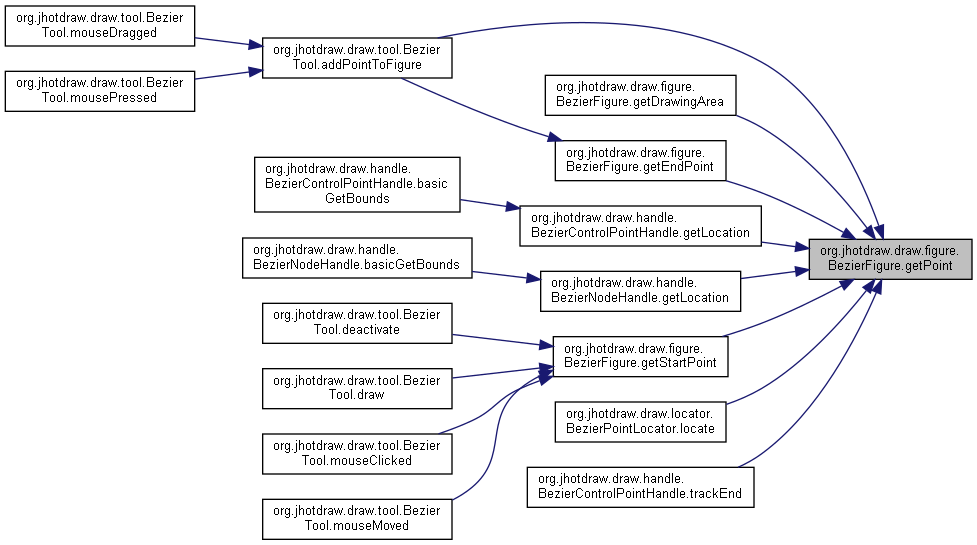 org.jhotdraw.draw.tool.Bezier
Tool.mouseDragged
org.jhotdraw.draw.tool.Bezier
Tool.mousePressed
org.jhotdraw.draw.tool.Bezier
Tool.addPointToFigure
org.jhotdraw.draw.figure.
BezierFigure.getDrawingArea
org.jhotdraw.draw.figure.
BezierFigure.getEndPoint
org.jhotdraw.draw.handle.
BezierControlPointHandle.basic
GetBounds
org.jhotdraw.draw.handle.
BezierControlPointHandle.getLocation
org.jhotdraw.draw.handle.
BezierNodeHandle.basicGetBounds
org.jhotdraw.draw.handle.
BezierNodeHandle.getLocation
org.jhotdraw.draw.figure.
BezierFigure.getPoint
org.jhotdraw.draw.tool.Bezier
Tool.deactivate
org.jhotdraw.draw.figure.
BezierFigure.getStartPoint
org.jhotdraw.draw.tool.Bezier
Tool.draw
org.jhotdraw.draw.locator.
BezierPointLocator.locate
org.jhotdraw.draw.tool.Bezier
Tool.mouseClicked
org.jhotdraw.draw.handle.
BezierControlPointHandle.trackEnd
org.jhotdraw.draw.tool.Bezier
Tool.mouseMoved